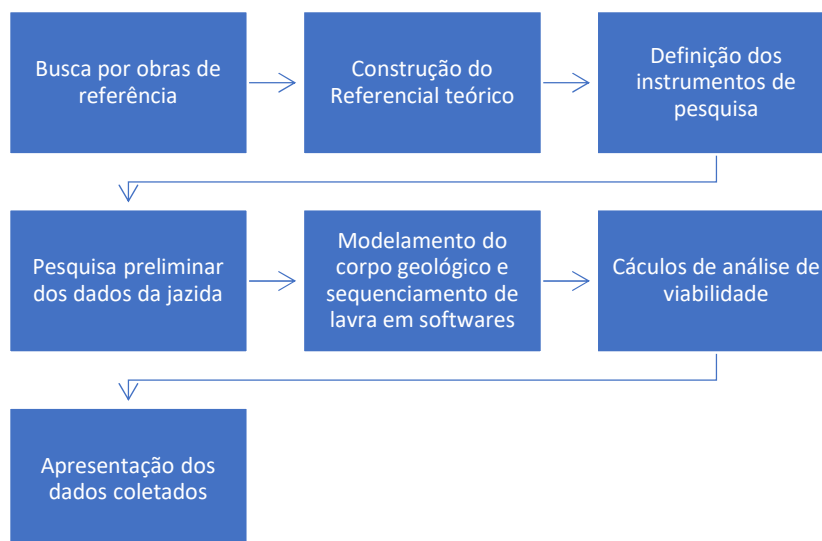 Busca por obras de
referência
Construção do
Referencial teórico
Definição dos
instrumentos de
pesquisa
Pesquisa preliminar
dos dados da jazida
Modelamento do
corpo geológico e
sequenciamento de
lavra em softwares
Cáculos de análise de
viabilidade
Apresentação dos
dados coletados